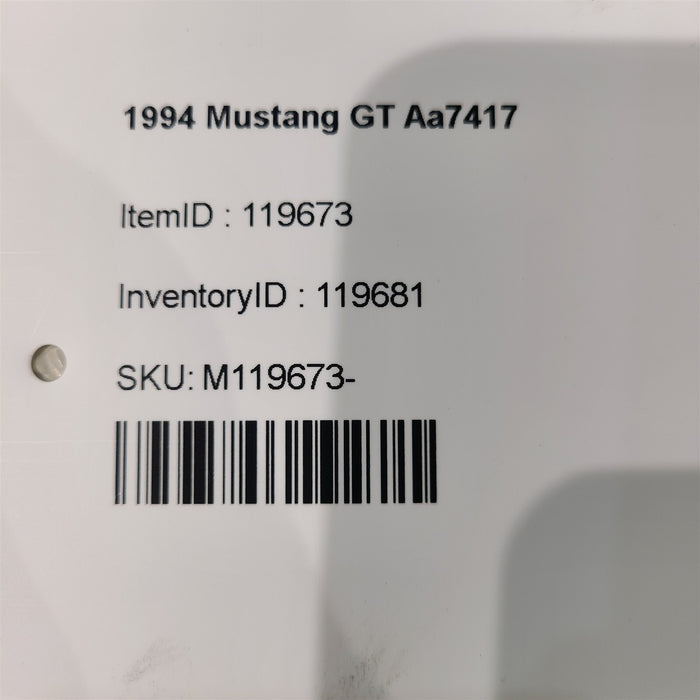 1994 Mustang GT Aa7417
ItemID : 119673
InventoryID : 119681
SKU: M119673-